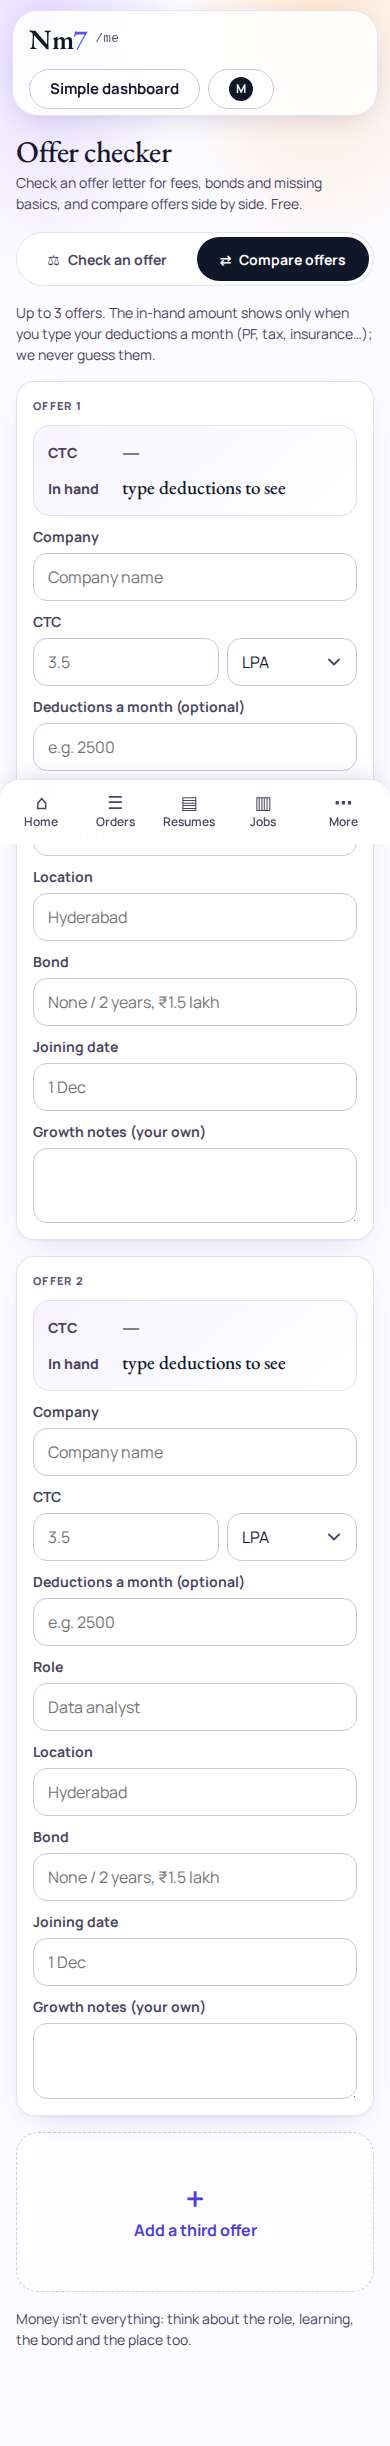 Nm7 /me
Simple dashboard
M
Offer checker
Check an offer letter for fees, bonds and missing
basics, and compare offers side by side. Free.
Check an offer
Compare offers
Up to 3 offers. The in-hand amount shows only when
you type your deductions a month (PF, tax, insurance…);
we never guess them.
OFFER 1
CTC —
In hand type deductions to see
Company
Company name
CTC
3.5 LPA
Deductions a month (optional)
e.g. 2500
Home Orders Resumes Jobs More
Location
Hyderabad
Bond
None / 2 years, ₹1.5 lakh
Joining date
1 Dec
Growth notes (your own)
OFFER 2
CTC —
In hand type deductions to see
Company
Company name
CTC
3.5 LPA
Deductions a month (optional)
e.g. 2500
Role
Data analyst
Location
Hyderabad
Bond
None / 2 years, ₹1.5 lakh
Joining date
1 Dec
Growth notes (your own)
+
Add a third offer
Money isn't everything: think about the role, learning,
the bond and the place too.